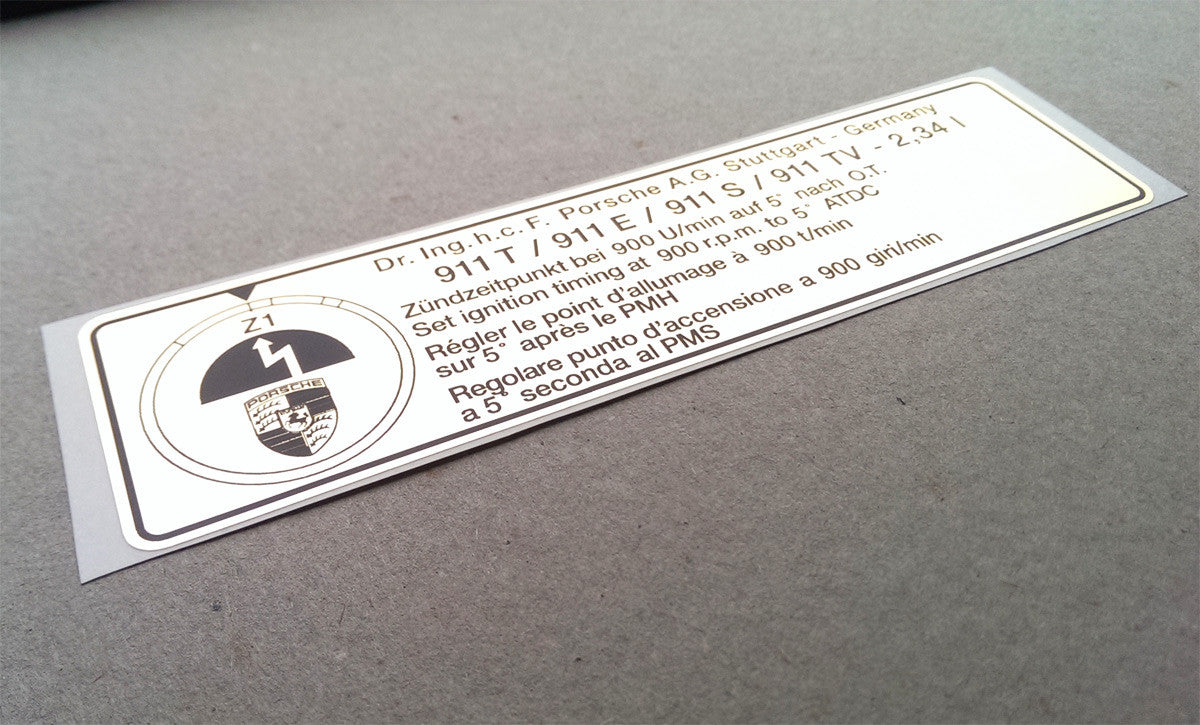 Dr. Ing.h.c. F. Porsche A.G. Stuttgart - Germany
911 T / 911 E / 911 S / 911 TV - 2,34 l
Zündzeitpunkt bei 900 U/min auf 5° nach O.T.
Set ignition timing at 900 r.p.m. to 5° ATDC
Régler le point d'allumage à 900 t/min
sur 5° après le PMH
Regolare punto d'accensione a 900 giri/min
a 5° seconda al PMS
Z1
PORSCHE